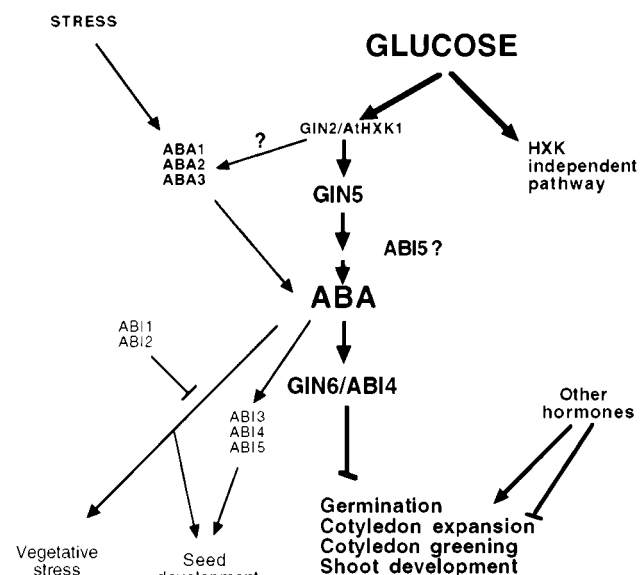 STRESS
GLUCOSE
GIN2/AtHXK1
?
ABA1
ABA2
ABA3
HXK
independent
pathway
GIN5
ABI5?
ABA
ABI1
ABI2
GIN6/ABI4
Other
hormones
ABI3
ABI4
ABI5
Germination
Cotyledon expansion
Cotyledon greening
Shoot development
Vegetative
stress
Seed
development